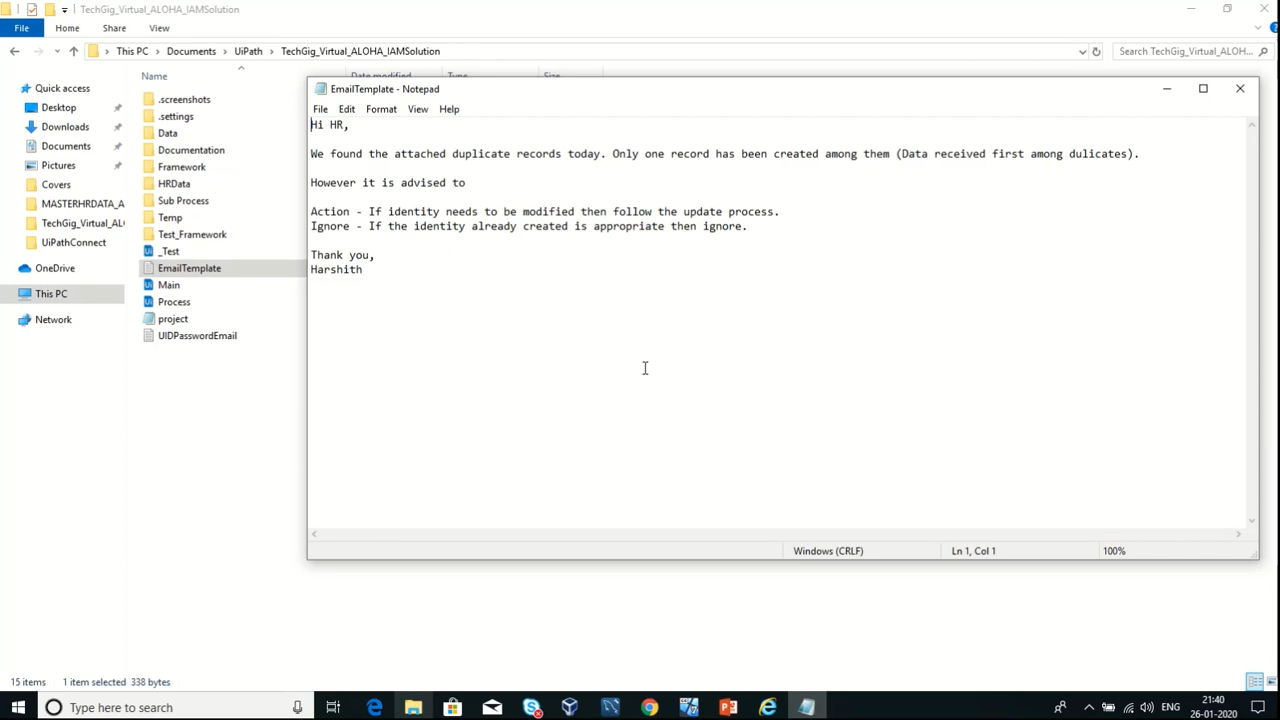 TechGig_Virtual_ALOHA_IAMSolution
File Home Share View
This PC Documents UiPath TechGig_Virtual_ALOHA_IAMSolution
Search TechGig_Virtual_ALOH...
Name Date modified Type Size
Quick access
Desktop
Downloads
Documents
Pictures
Covers
MASTERHRDATA_A
TechGig_Virtual_AL
UiPathConnect
OneDrive
This PC
Network
.screenshots
.settings
Data
Documentation
Framework
HRData
Sub Process
Temp
Test_Framework
_Test
EmailTemplate
Main
Process
project
UIDPasswordEmail
EmailTemplate - Notepad
File Edit Format View Help
Hi HR,
We found the attached duplicate records today. Only one record has been created among them (Data received first among dulicates).
However it is advised to
Action - If identity needs to be modified then follow the update process.
Ignore - If the identity already created is appropriate then ignore.
Thank you,
Harshith
Windows (CRLF) Ln 1, Col 1 100%
15 items 1 item selected 338 bytes
Type here to search
ENG
21:40
26-01-2020